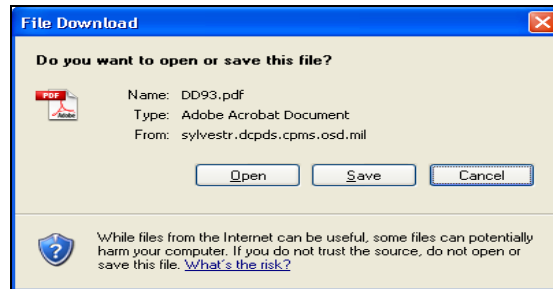 File Download
Do you want to open or save this file?
PDF
Adobe
Name: DD93.pdf
Type: Adobe Acrobat Document
From: sylvestr.dcpds.cpms.osd.mil
Open Save Cancel
While files from the Internet can be useful, some files can potentially
harm your computer. If you do not trust the source, do not open or
save this file. What's the risk?